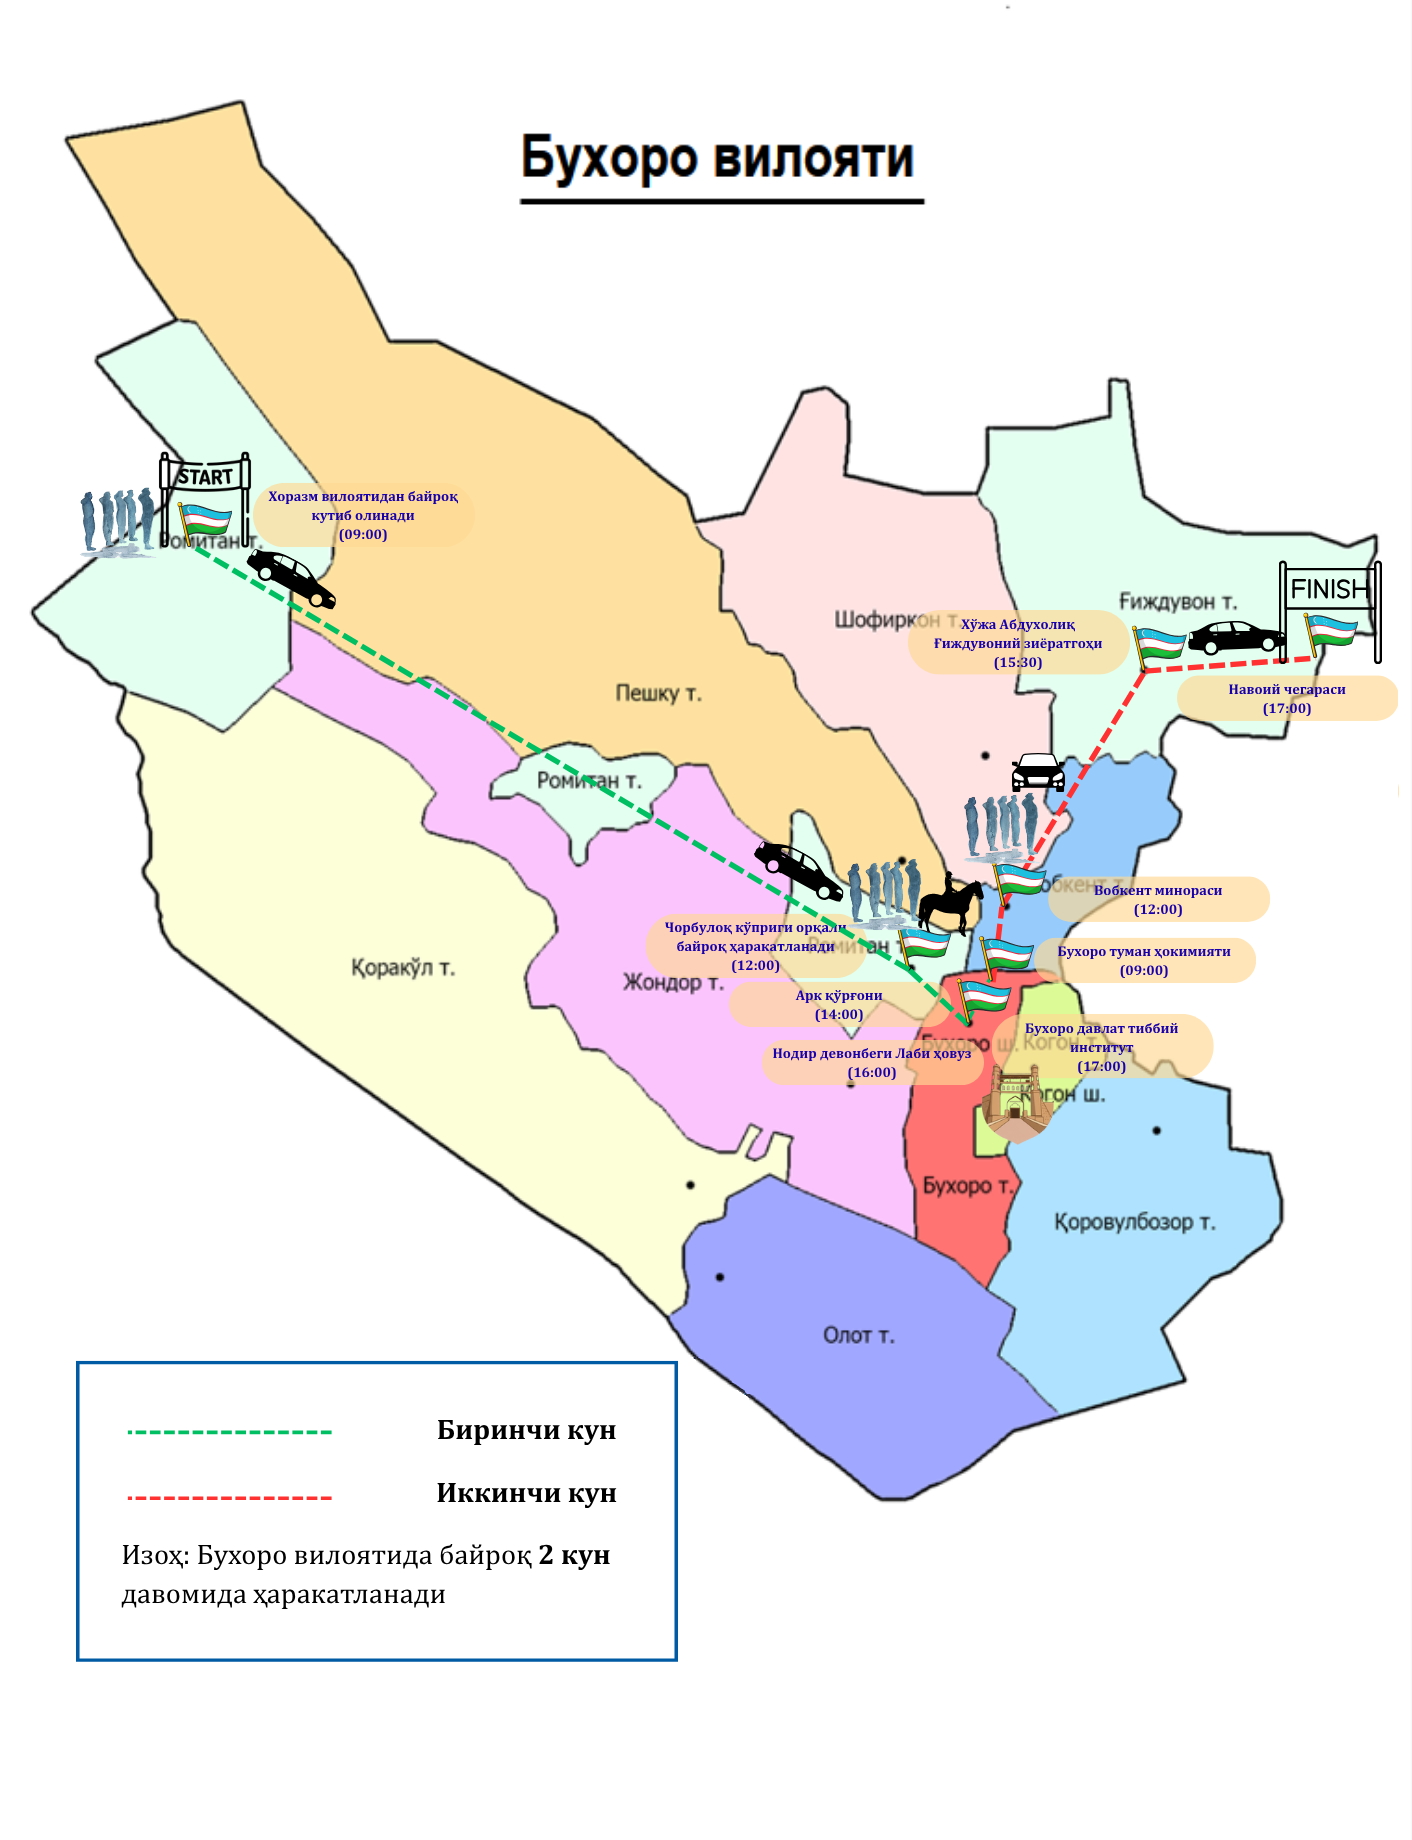 Бухоро вилояти
START
Хоразм вилоятидан байроқ
кутиб олинади
(09:00)
Ромитан т.
FINISH
Ғиждувон т.
Шофиркон т.
Хўжа Абдухолиқ
Ғиждувоний зиёратгоҳи
(15:30)
Навоий чегараси
(17:00)
Пешку т.
Ромитан т.
Вобкент т.
Вобкент минораси
(12:00)
Чорбулоқ кўприги орқали
байроқ ҳаракатланади
(12:00)
Ромитан т.
Бухоро туман ҳокимияти
(09:00)
Қоракўл т.
Жондор т.
Арк қўрғони
(14:00)
Бухоро давлат тиббий
институт
(17:00)
Бухоро ш.
Когон т.
Нодир девонбеги Лаби ҳовуз
(16:00)
Когон ш.
Бухоро т.
Қоровулбозор т.
Олот т.
Биринчи кун
Иккинчи кун
Изоҳ: Бухоро вилоятида байроқ 2 кун
давомида ҳаракатланади